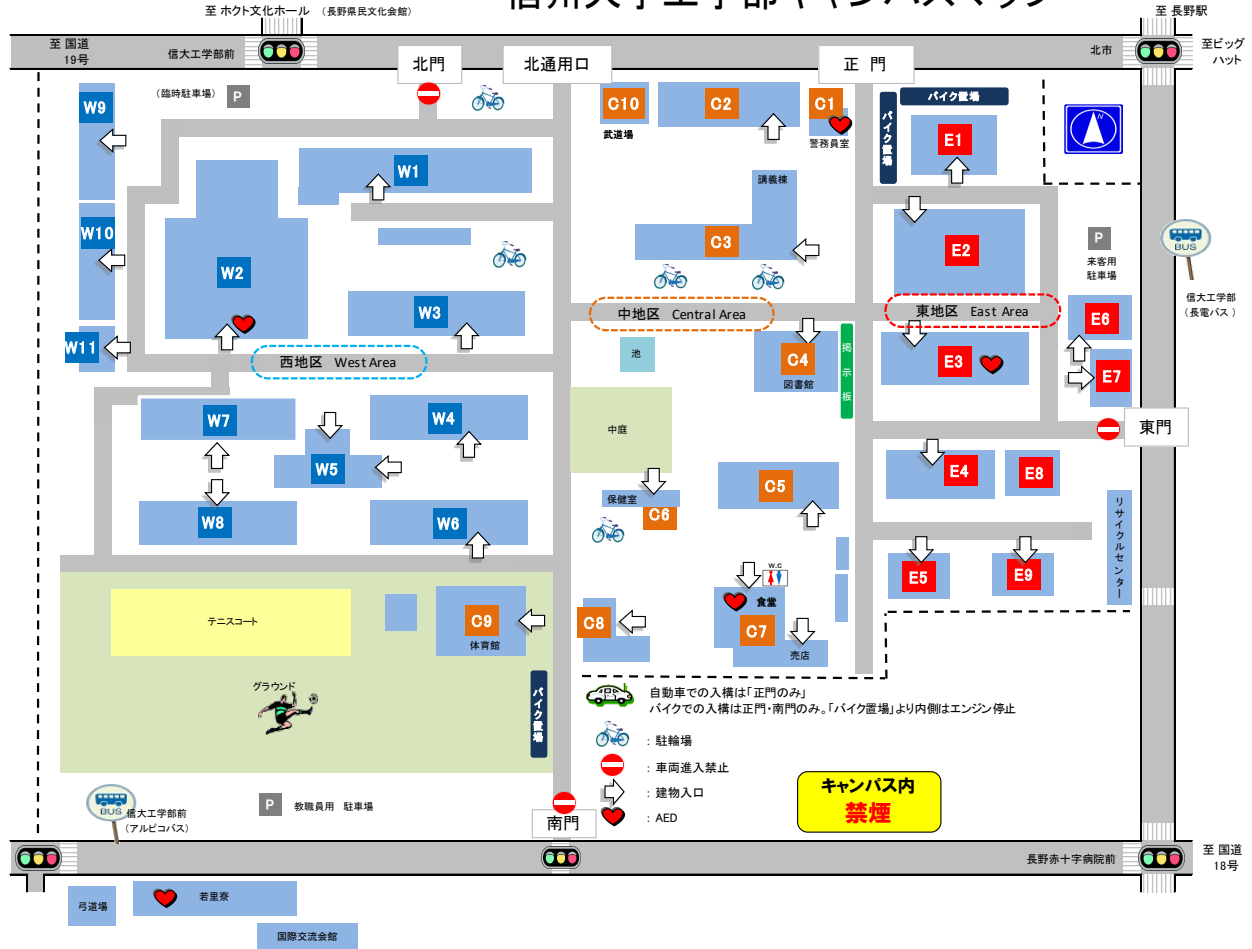 信州大学工学部キャンパスマップ
至 ホクト文化ホール （長野県民文化会館）
至 長野駅
至 国道
19号
信大工学部前
北市
至ビッグ
ハット
北門
北通用口
正 門
（臨時駐車場）
P
W9
C10
武道場
C2
C1
警務員室
バイク置場
バイク置場
E1
W1
講義棟
W10
W2
C3
E2
P
来客用
駐車場
BUS
信大工学部
（長電バス）
W3
中地区 Central Area
東地区 East Area
E6
W11
西地区 West Area
池
C4
図書館
掲示板
E3
E7
W7
W4
中庭
東門
W5
C5
E4
E8
W8
W6
保健室
C6
リサイクルセンター
E5
E9
W.C
食堂
テニスコート
C9
体育館
C8
C7
売店
グラウンド
バイク置場
自動車での入構は「正門のみ」
バイクでの入構は正門・南門のみ。「バイク置場」より内側はエンジン停止
：駐輪場
：車両進入禁止
：建物入口
：AED
キャンパス内
禁煙
BUS
信大工学部前
（アルピコバス）
P
教職員用 駐車場
南門
長野赤十字病院前
至 国道
18号
弓道場
若里寮
国際交流会館